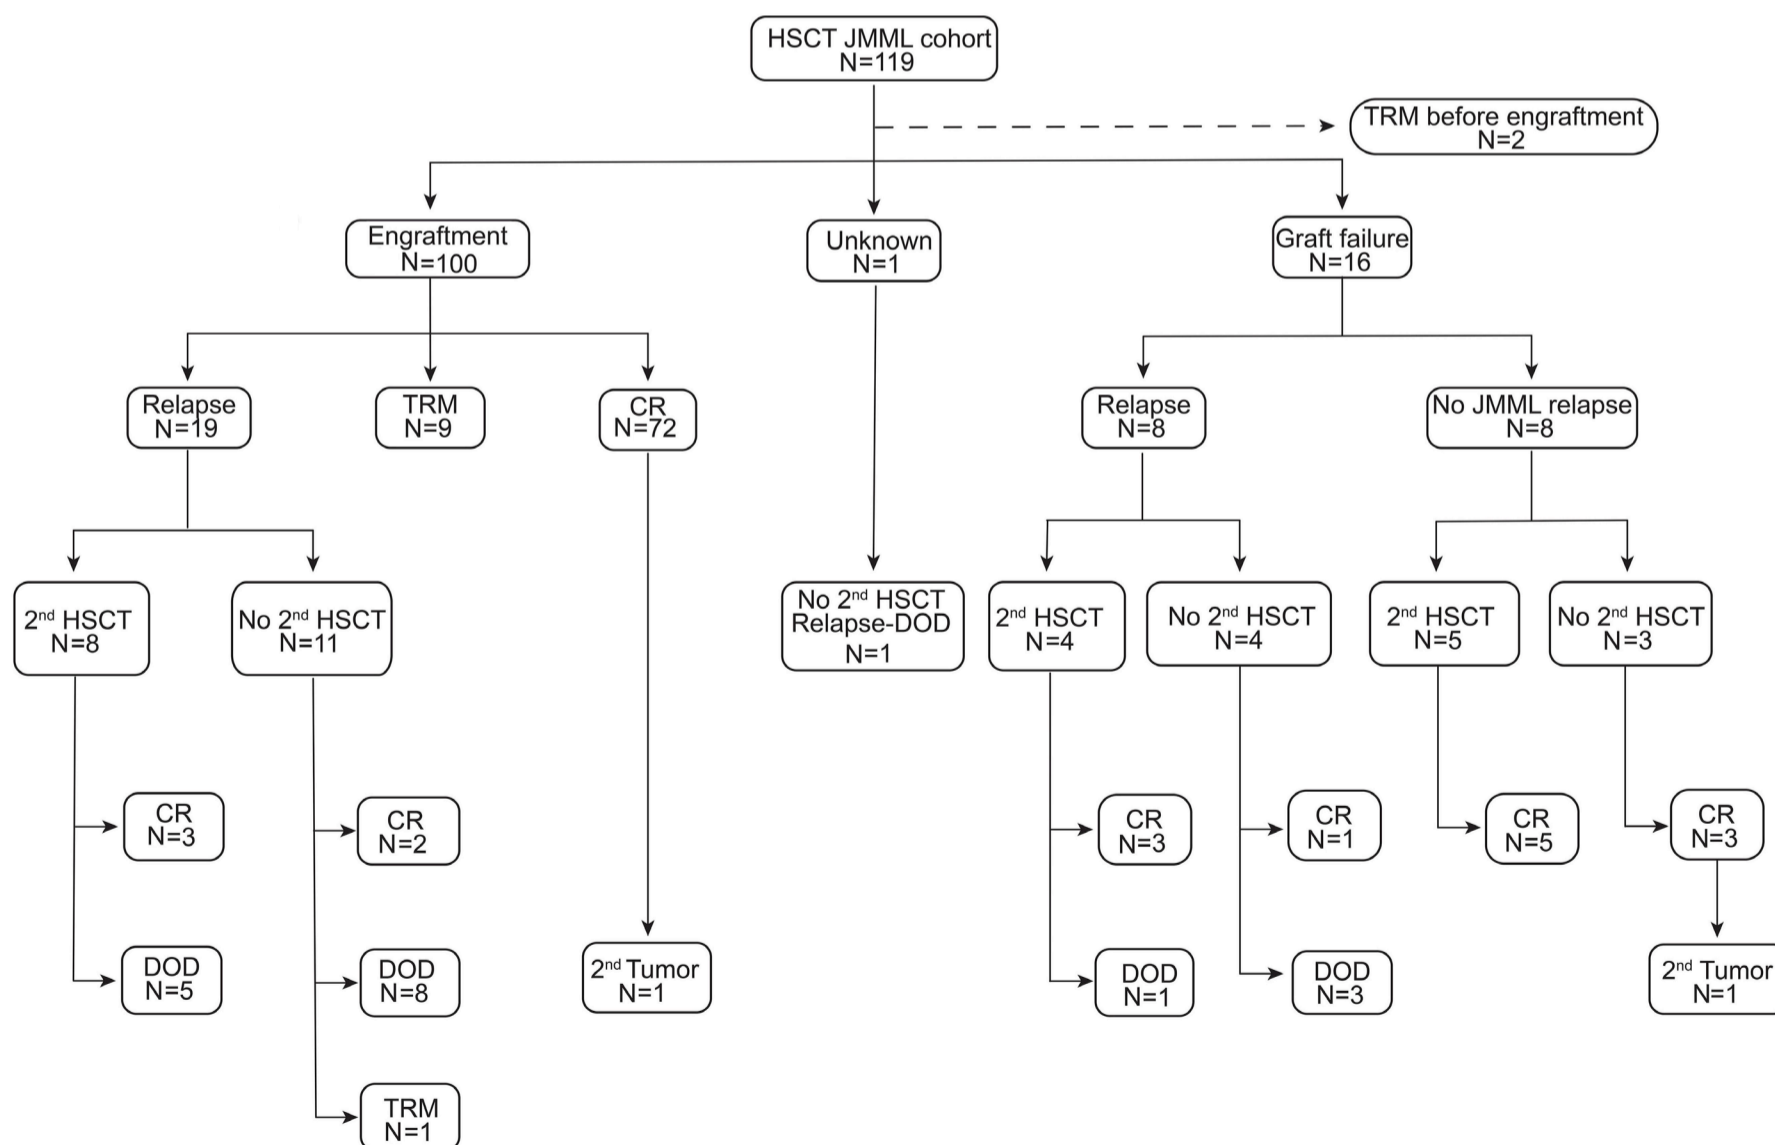 HSCT JMML cohort
N=119
TRM before engraftment
N=2
Engraftment
N=100
Unknown
N=1
Graft failure
N=16
Relapse
N=19
TRM
N=9
CR
N=72
Relapse
N=8
No JMML relapse
N=8
2nd HSCT
N=8
No 2nd HSCT
N=11
No 2nd HSCT
Relapse-DOD
N=1
2nd HSCT
N=4
No 2nd HSCT
N=4
2nd HSCT
N=5
No 2nd HSCT
N=3
CR
N=3
CR
N=2
CR
N=3
CR
N=1
CR
N=5
CR
N=3
DOD
N=5
DOD
N=8
2nd Tumor
N=1
DOD
N=1
DOD
N=3
2nd Tumor
N=1
TRM
N=1